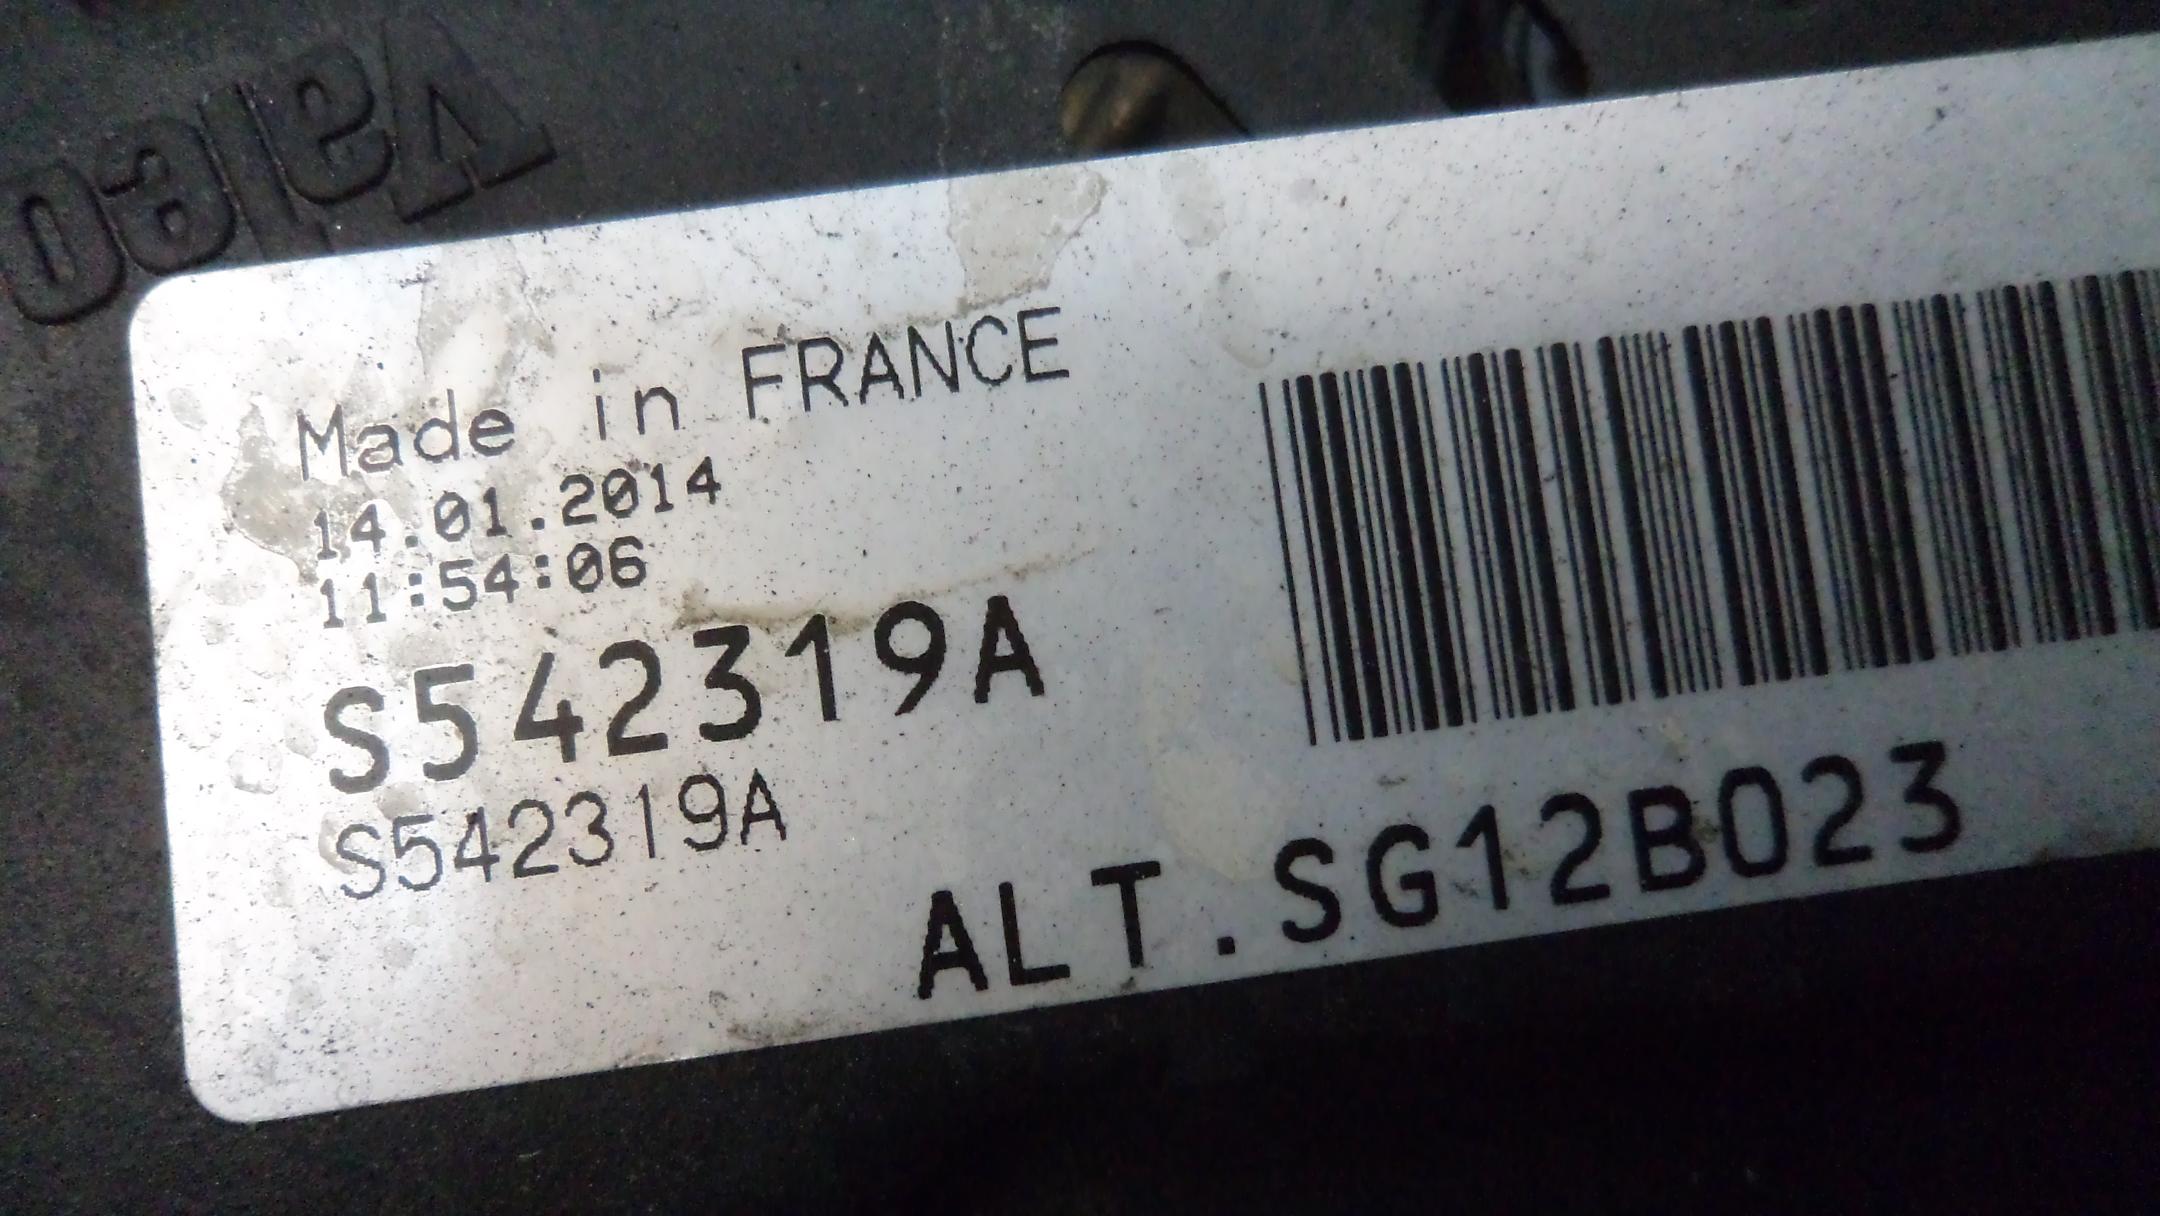 Valeo
Made in FRANCE
14.01.2014
11:54:06
S542319A
S542319A
ALT.SG12B023